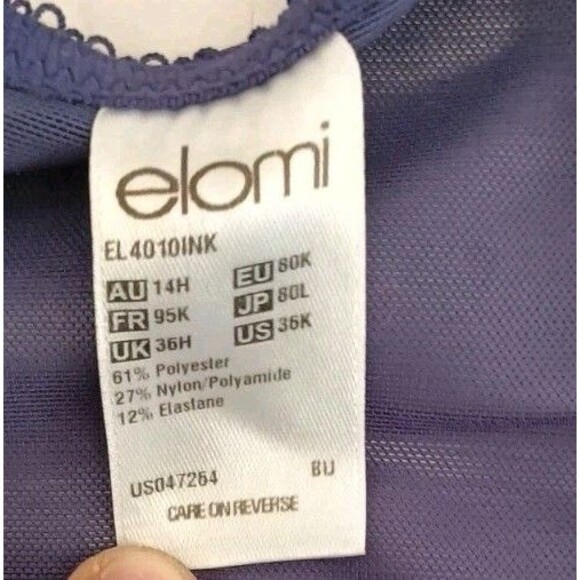 elomi
EL4010INK
AU 14H EU 80K
FR 95K JP 80L
UK 36H US 36K
61% Polyester
27% Nylon/Polyamide
12% Elastane
US047264 BU
CARE ON REVERSE